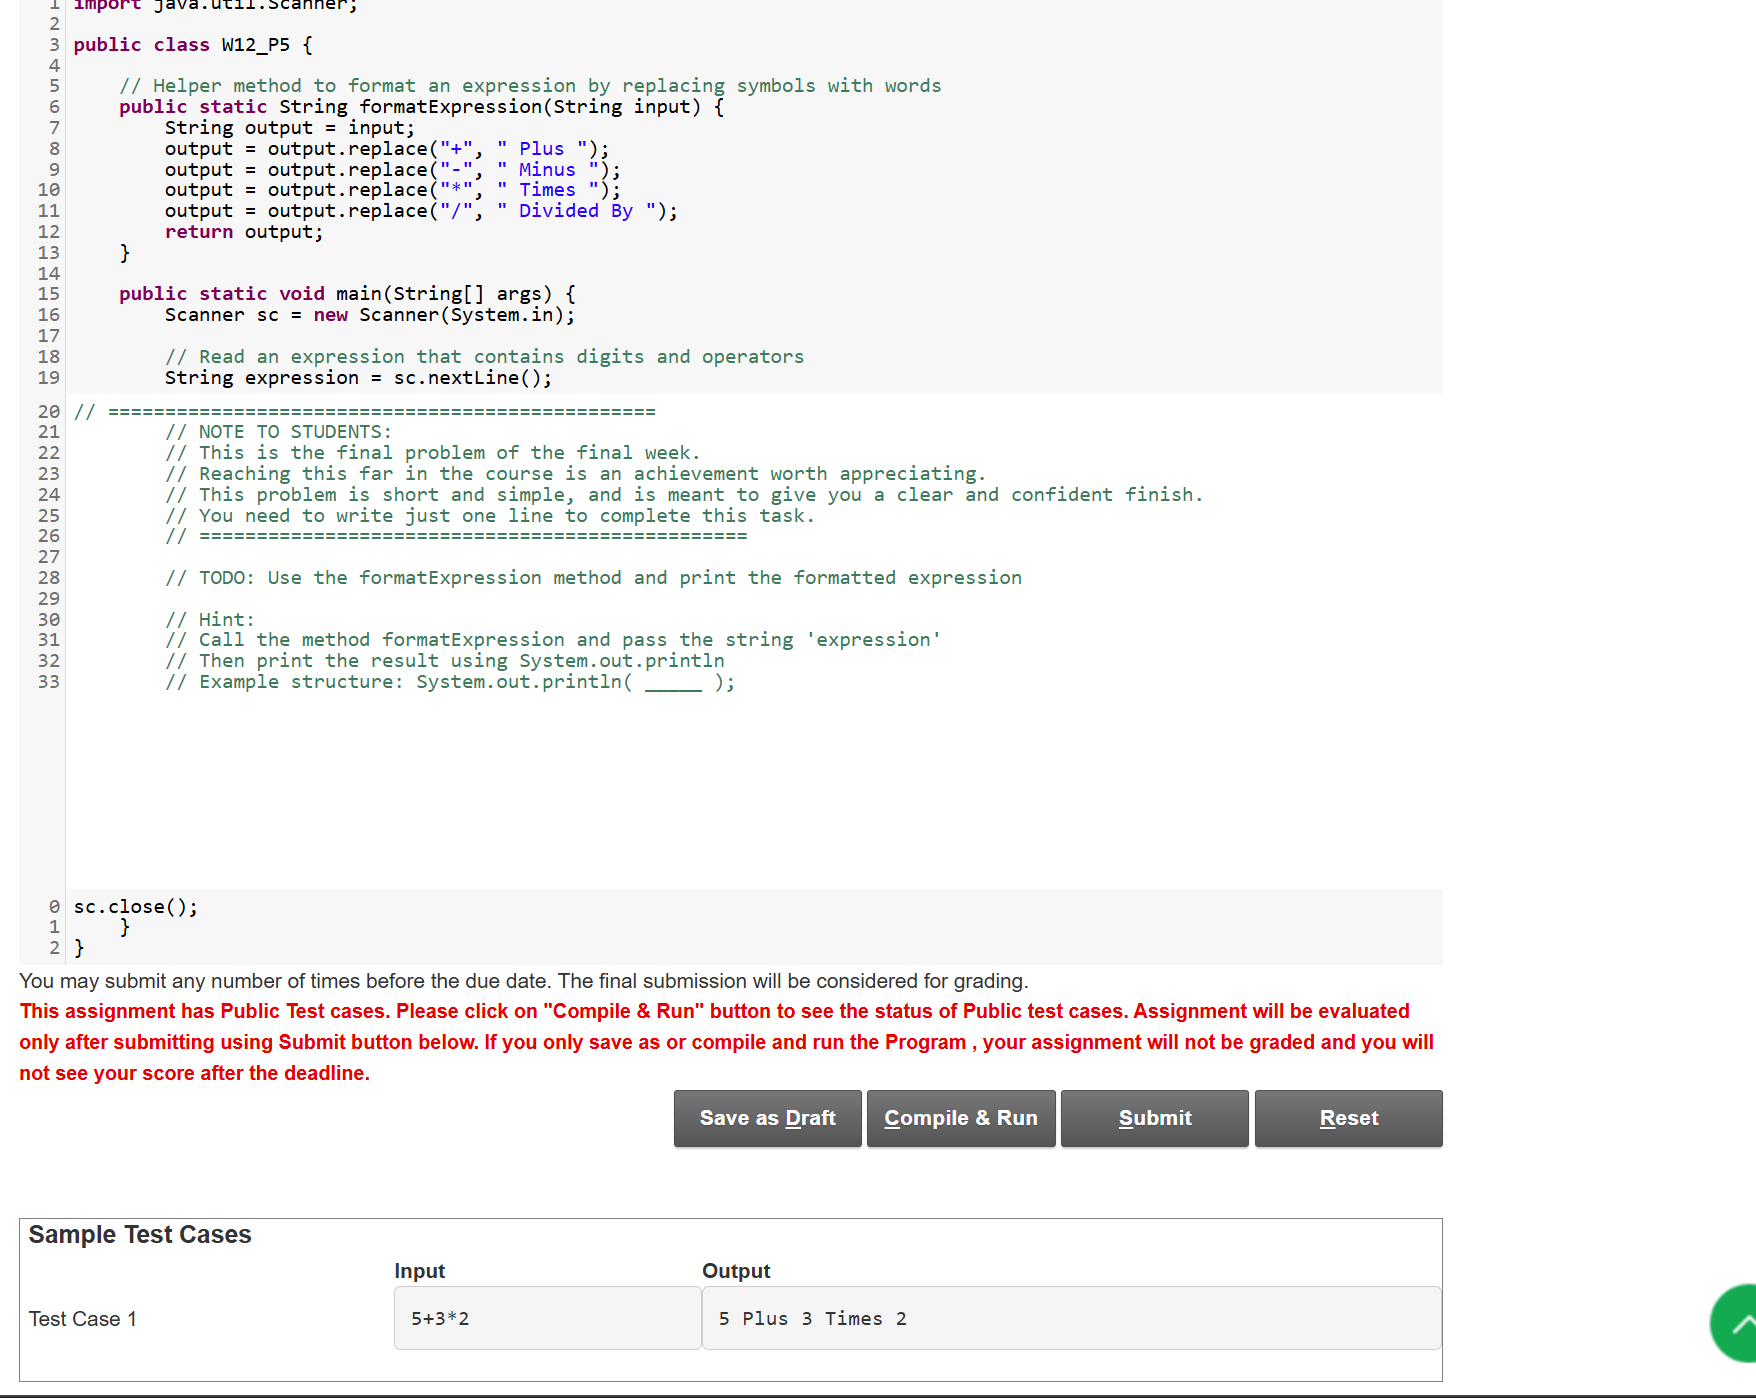 1 import java.util.Scanner;
2
3 public class W12_P5 {
4
5     // Helper method to format an expression by replacing symbols with words
6     public static String formatExpression(String input) {
7         String output = input;
8         output = output.replace("+", " Plus ");
9         output = output.replace("-", " Minus ");
10         output = output.replace("*", " Times ");
11         output = output.replace("/", " Divided By ");
12         return output;
13     }
14
15     public static void main(String[] args) {
16         Scanner sc = new Scanner(System.in);
17
18         // Read an expression that contains digits and operators
19         String expression = sc.nextLine();
20 // ================================================
21         // NOTE TO STUDENTS:
22         // This is the final problem of the final week.
23         // Reaching this far in the course is an achievement worth appreciating.
24         // This problem is short and simple, and is meant to give you a clear and confident finish.
25         // You need to write just one line to complete this task.
26         // ================================================
27
28         // TODO: Use the formatExpression method and print the formatted expression
29
30         // Hint:
31         // Call the method formatExpression and pass the string 'expression'
32         // Then print the result using System.out.println
33         // Example structure: System.out.println( _____ );
0 sc.close();
1     }
2 }
You may submit any number of times before the due date. The final submission will be considered for grading.
This assignment has Public Test cases. Please click on "Compile & Run" button to see the status of Public test cases. Assignment will be evaluated
only after submitting using Submit button below. If you only save as or compile and run the Program , your assignment will not be graded and you will
not see your score after the deadline.
Save as Draft Compile & Run Submit Reset
Sample Test Cases
Input Output
Test Case 1 5+3*2 5 Plus 3 Times 2